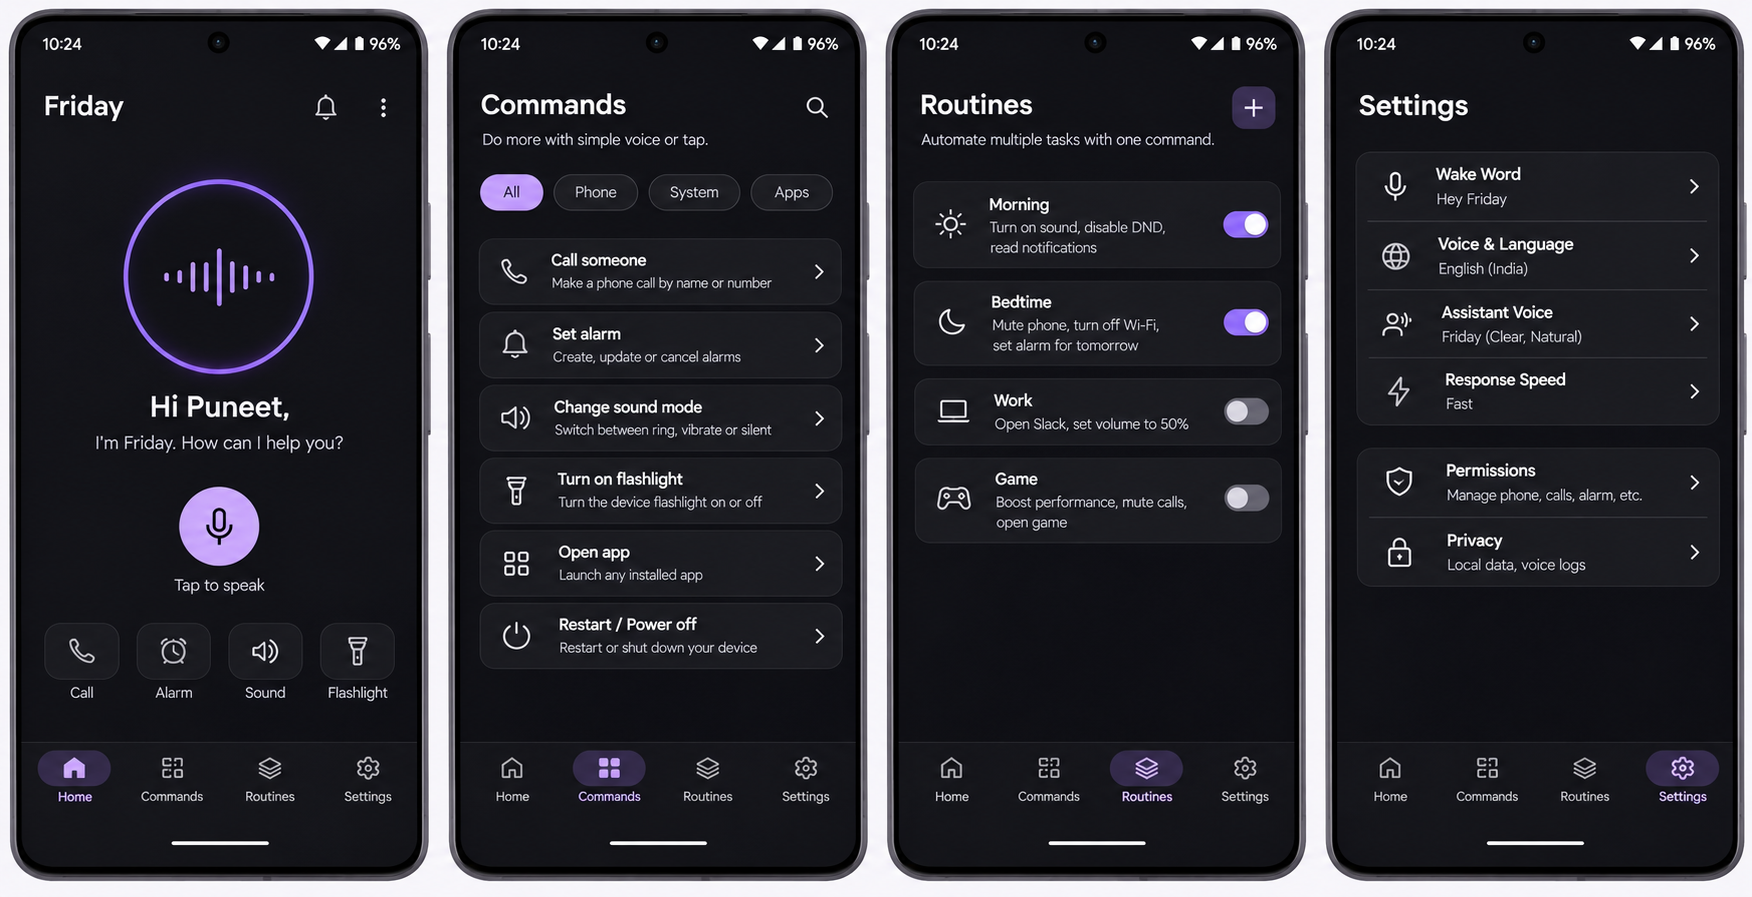 10:24
96%
Friday
Hi Puneet,
I'm Friday. How can I help you?
Tap to speak
Call
Alarm
Sound
Flashlight
Home
Commands
Routines
Settings
10:24
96%
Commands
Do more with simple voice or tap.
All
Phone
System
Apps
Call someone
Make a phone call by name or number
Set alarm
Create, update or cancel alarms
Change sound mode
Switch between ring, vibrate or silent
Turn on flashlight
Turn the device flashlight on or off
Open app
Launch any installed app
Restart / Power off
Restart or shut down your device
Home
Commands
Routines
Settings
10:24
96%
Routines
Automate multiple tasks with one command.
Morning
Turn on sound, disable DND,
read notifications
Bedtime
Mute phone, turn off Wi-Fi,
set alarm for tomorrow
Work
Open Slack, set volume to 50%
Game
Boost performance, mute calls,
open game
Home
Commands
Routines
Settings
10:24
96%
Settings
Wake Word
Hey Friday
Voice & Language
English (India)
Assistant Voice
Friday (Clear, Natural)
Response Speed
Fast
Permissions
Manage phone, calls, alarm, etc.
Privacy
Local data, voice logs
Home
Commands
Routines
Settings